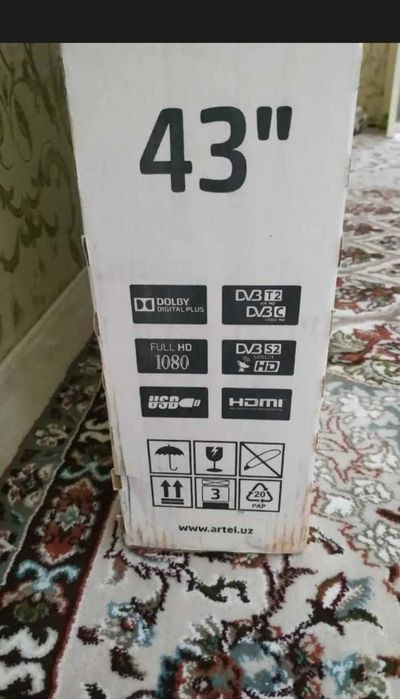 43"
DOLBY
DIGITAL PLUS
DVB T2
DVB C
FULL HD
1080
DVB S2
SATELLITE
HD
USB
HDMI
3
20
PAP
www.artel.uz